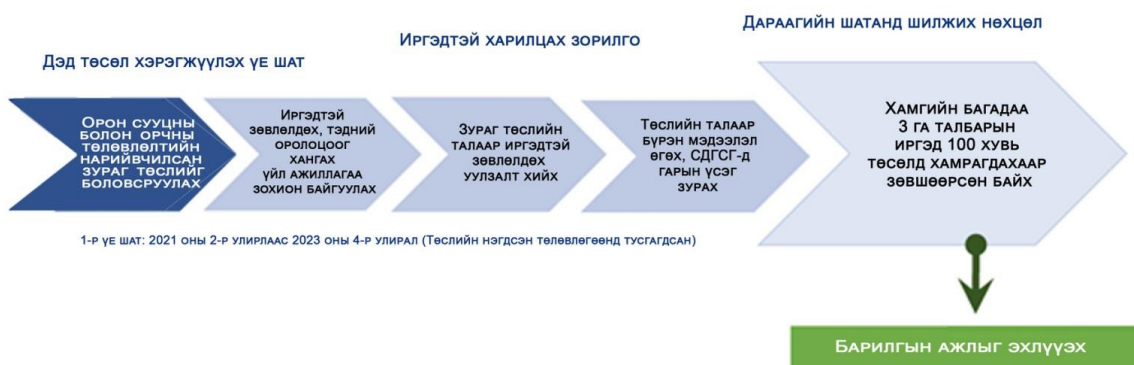 Дараагийн шатанд шилжих нөхцөл
Иргэдтэй харилцах зорилго
Дэд төсөл хэрэгжүүлэх үе шат
Орон сууцны
болон орчны
төлөвлөлтийн
нарийвчилсан
зураг төслийг
боловсруулах
Иргэдтэй
зөвлөлдөх, тэдний
оролоцоог
хангах
үйл ажиллагаа
зохион байгуулах
Зураг төслийн
талаар иргэдтэй
зөвлөлдөх
уулзалт хийх
Төслийн талаар
бүрэн мэдээлэл
өгөх, СДГСГ-д
гарын үсэг
зурах
Хамгийн багадаа
3 га талбарын
иргэд 100 хувь
төсөлд хамрагдахаар
зөвшөөрсөн байх
1-р үе шат: 2021 оны 2-р улирлаас 2023 оны 4-р улирал (Төслийн нэгдсэн төлөвлөгөөнд тусгагдсан)
Барилгын ажлыг эхлүүэх